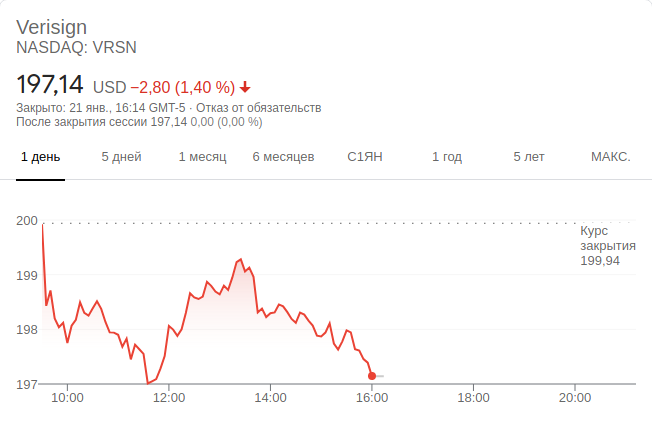 Verisign
NASDAQ: VRSN
197,14 USD −2,80 (1,40 %)
Закрыто: 21 янв., 16:14 GMT-5 · Отказ от обязательств
После закрытия сессии 197,14 0,00 (0,00 %)
1 день 5 дней 1 месяц 6 месяцев С1ЯН 1 год 5 лет МАКС.
200
Курс
закрытия
199,94
199
198
197
10:00 12:00 14:00 16:00 18:00 20:00